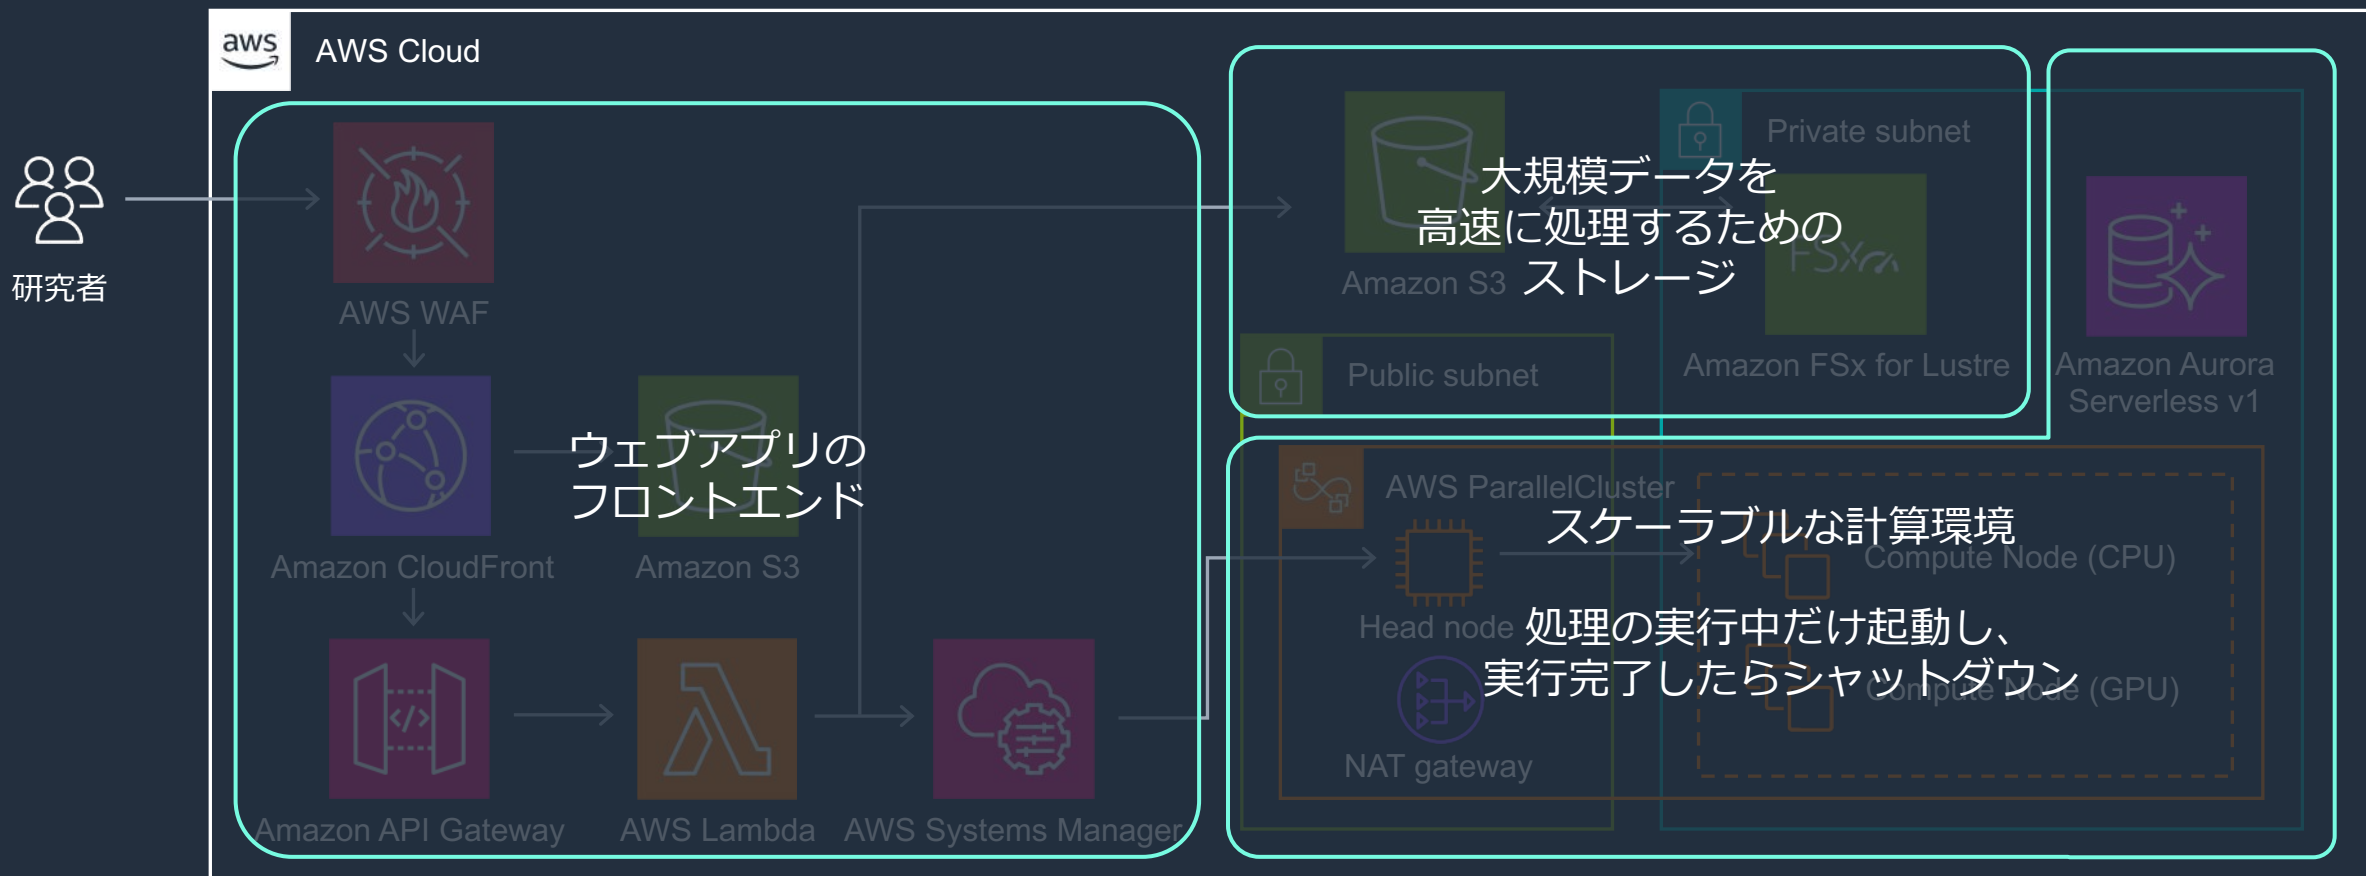 aws
AWS Cloud
研究者
AWS WAF
Amazon CloudFront
Amazon S3
ウェブアプリの
フロントエンド
Amazon API Gateway
AWS Lambda
AWS Systems Manager
Amazon S3
Private subnet
FSx
Amazon FSx for Lustre
大規模データを
高速に処理するための
ストレージ
Amazon Aurora
Serverless v1
Public subnet
AWS ParallelCluster
Head node
NAT gateway
Compute Node (CPU)
Compute Node (GPU)
スケーラブルな計算環境
処理の実行中だけ起動し、
実行完了したらシャットダウン